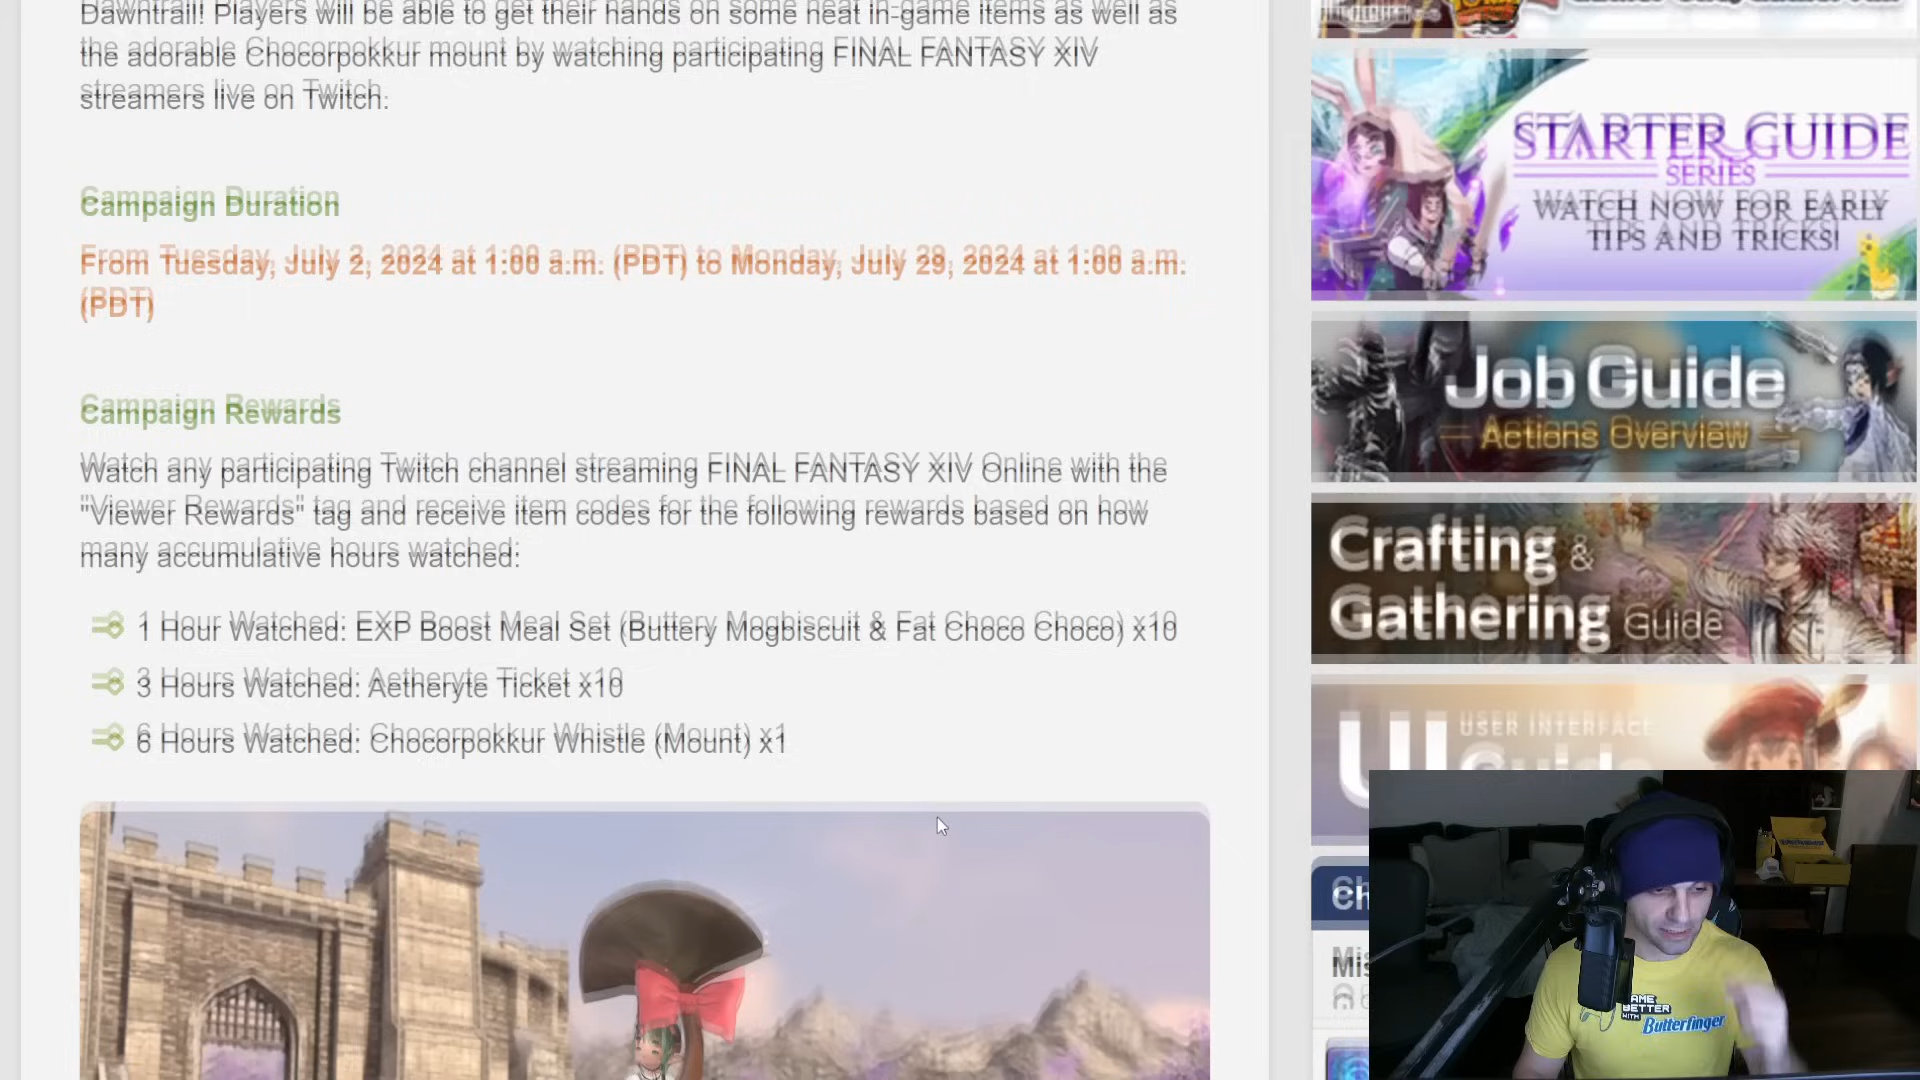 Dawntrail! Players will be able to get their hands on some neat in-game items as well as
the adorable Chocorpokkur mount by watching participating FINAL FANTASY XIV
streamers live on Twitch.
Campaign Duration
From Tuesday, July 2, 2024 at 1:00 a.m. (PDT) to Monday, July 29, 2024 at 1:00 a.m.
(PDT)
Campaign Rewards
Watch any participating Twitch channel streaming FINAL FANTASY XIV Online with the
"Viewer Rewards" tag and receive item codes for the following rewards based on how
many accumulative hours watched:
1 Hour Watched: EXP Boost Meal Set (Buttery Mogbiscuit & Fat Choco Choco) x10
3 Hours Watched: Aetheryte Ticket x10
6 Hours Watched: Chocorpokkur Whistle (Mount) x1
STARTER GUIDE
SERIES
WATCH NOW FOR EARLY
TIPS AND TRICKS!
Job Guide
Actions Overview
Crafting &
Gathering Guide
UI USER INTERFACE
Guide
Ch
Mis
BETTER
WITH
Butterfinger